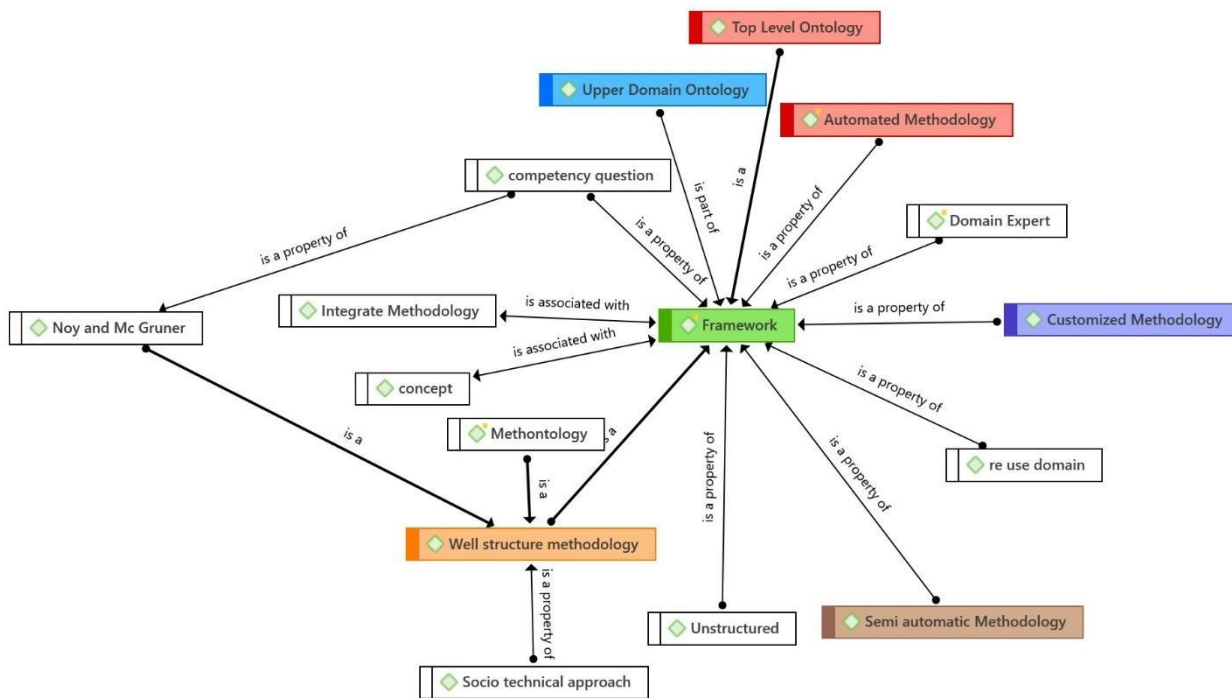 Top Level Ontology
Upper Domain Ontology
Automated Methodology
is a
competency question
is part of
is a property of
Domain Expert
is a property of
is a property of
is a property of
Noy and Mc Gruner
Integrate Methodology
is associated with
Framework
is a property of
Customized Methodology
is associated with
concept
is a property of
Methontology
is a
is a
re use domain
is a
is a property of
is a property of
Well structure methodology
is a property of
Unstructured
Semi automatic Methodology
Socio technical approach